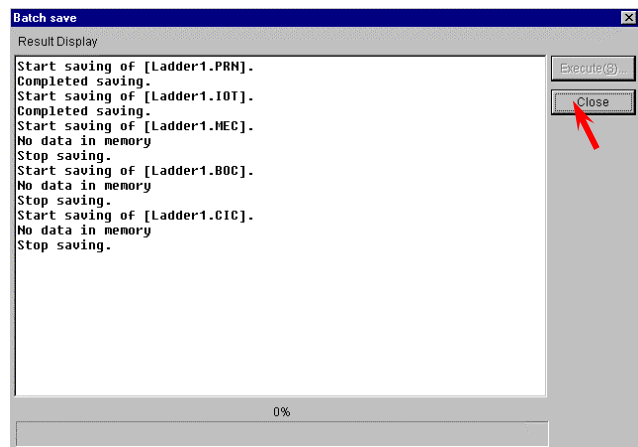 Batch save
Result Display
Start saving of [Ladder1.PRN].
Completed saving.
Start saving of [Ladder1.IOT].
Completed saving.
Start saving of [Ladder1.MEC].
No data in memory
Stop saving.
Start saving of [Ladder1.BOC].
No data in memory
Stop saving.
Start saving of [Ladder1.CIC].
No data in memory
Stop saving.
Execute(S)...
Close
0%